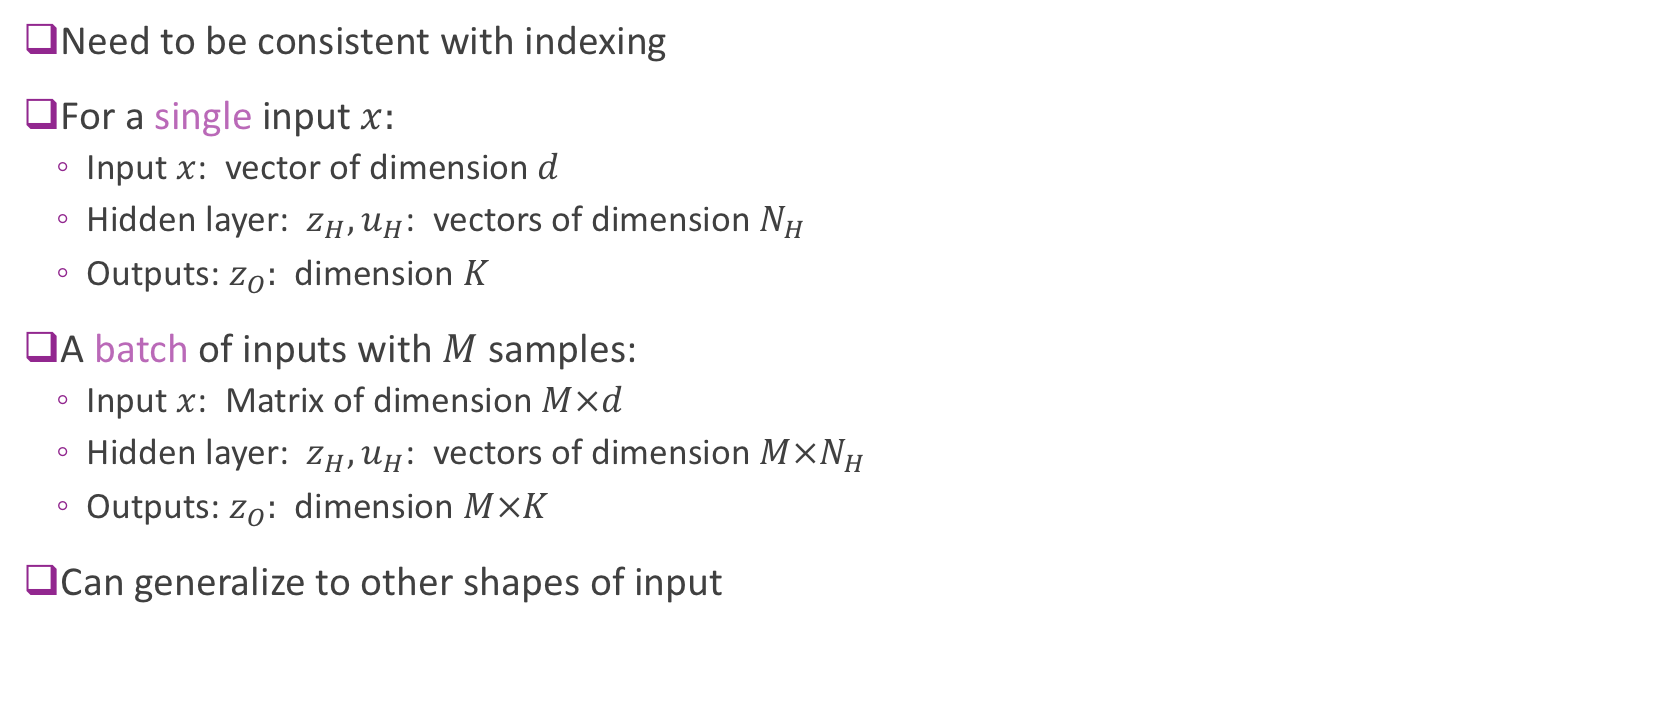 ❑Need to be consistent with indexing
❑For a single input x:
◦ Input x: vector of dimension d
◦ Hidden layer: z_H, u_H: vectors of dimension N_H
◦ Outputs: z_O: dimension K
❑A batch of inputs with M samples:
◦ Input x: Matrix of dimension M×d
◦ Hidden layer: z_H, u_H: vectors of dimension M×N_H
◦ Outputs: z_O: dimension M×K
❑Can generalize to other shapes of input